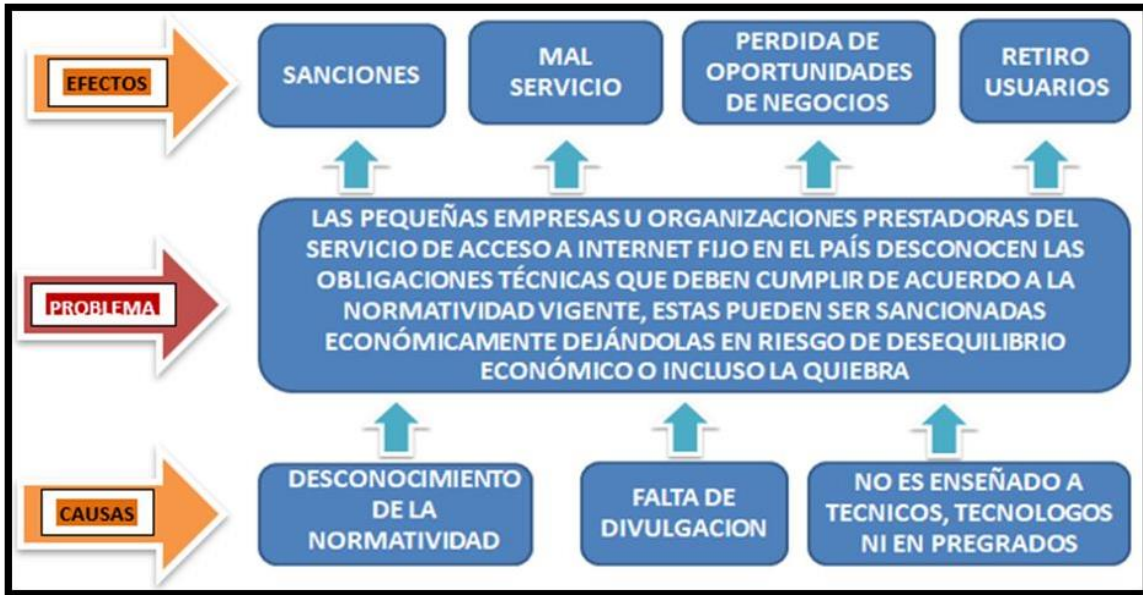 EFECTOS
SANCIONES
MAL
SERVICIO
PERDIDA DE
OPORTUNIDADES
DE NEGOCIOS
RETIRO
USUARIOS
PROBLEMA
LAS PEQUEÑAS EMPRESAS U ORGANIZACIONES PRESTADORAS DEL
SERVICIO DE ACCESO A INTERNET FIJO EN EL PAÍS DESCONOCEN LAS
OBLIGACIONES TÉCNICAS QUE DEBEN CUMPLIR DE ACUERDO A LA
NORMATIVIDAD VIGENTE, ESTAS PUEDEN SER SANCIONADAS
ECONÓMICAMENTE DEJÁNDOLAS EN RIESGO DE DESEQUILIBRIO
ECONÓMICO O INCLUSO LA QUIEBRA
CAUSAS
DESCONOCIMIENTO
DE LA
NORMATIVIDAD
FALTA DE
DIVULGACION
NO ES ENSEÑADO A
TECNICOS, TECNOLOGOS
NI EN PREGRADOS